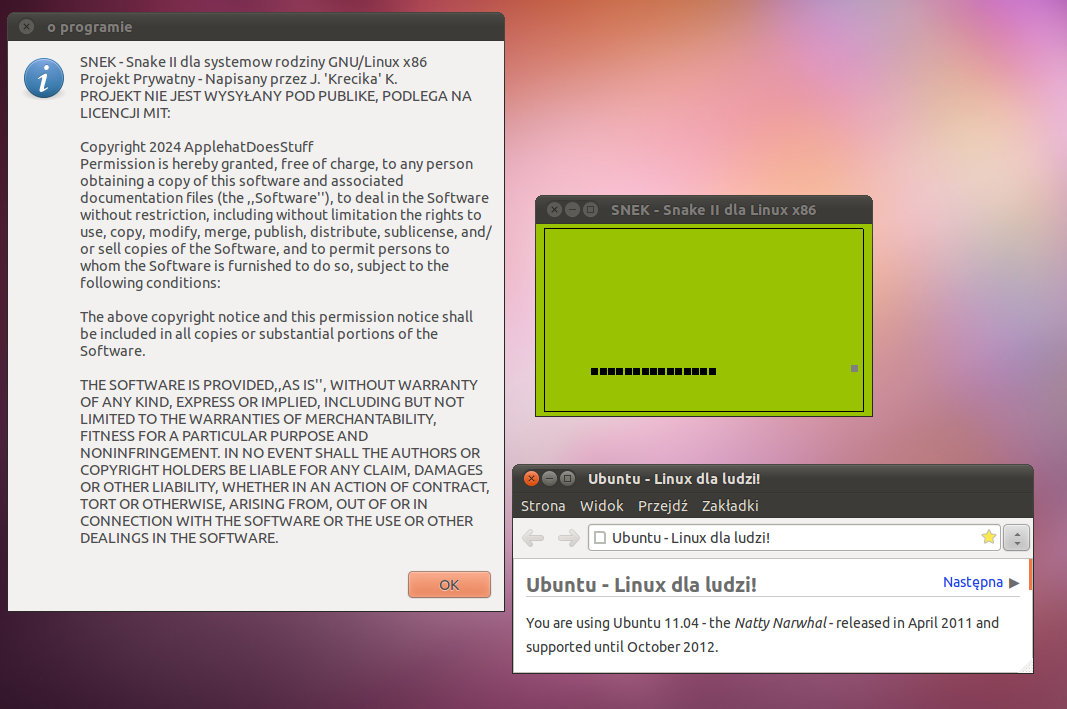 o programie
SNEK - Snake II dla systemow rodziny GNU/Linux x86
Projekt Prywatny - Napisany przez J. 'Krecika' K.
PROJEKT NIE JEST WYSYŁANY POD PUBLIKE, PODLEGA NA
LICENCJI MIT:
Copyright 2024 ApplehatDoesStuff
Permission is hereby granted, free of charge, to any person
obtaining a copy of this software and associated
documentation files (the ,,Software''), to deal in the Software
without restriction, including without limitation the rights to
use, copy, modify, merge, publish, distribute, sublicense, and/
or sell copies of the Software, and to permit persons to
whom the Software is furnished to do so, subject to the
following conditions:
The above copyright notice and this permission notice shall
be included in all copies or substantial portions of the
Software.
THE SOFTWARE IS PROVIDED,,AS IS'', WITHOUT WARRANTY
OF ANY KIND, EXPRESS OR IMPLIED, INCLUDING BUT NOT
LIMITED TO THE WARRANTIES OF MERCHANTABILITY,
FITNESS FOR A PARTICULAR PURPOSE AND
NONINFRINGEMENT. IN NO EVENT SHALL THE AUTHORS OR
COPYRIGHT HOLDERS BE LIABLE FOR ANY CLAIM, DAMAGES
OR OTHER LIABILITY, WHETHER IN AN ACTION OF CONTRACT,
TORT OR OTHERWISE, ARISING FROM, OUT OF OR IN
CONNECTION WITH THE SOFTWARE OR THE USE OR OTHER
DEALINGS IN THE SOFTWARE.
OK
SNEK - Snake II dla Linux x86
Ubuntu - Linux dla ludzi!
Strona Widok Przejdź Zakładki
Ubuntu - Linux dla ludzi!
Ubuntu - Linux dla ludzi!
Następna
You are using Ubuntu 11.04 - the Natty Narwhal - released in April 2011 and
supported until October 2012.